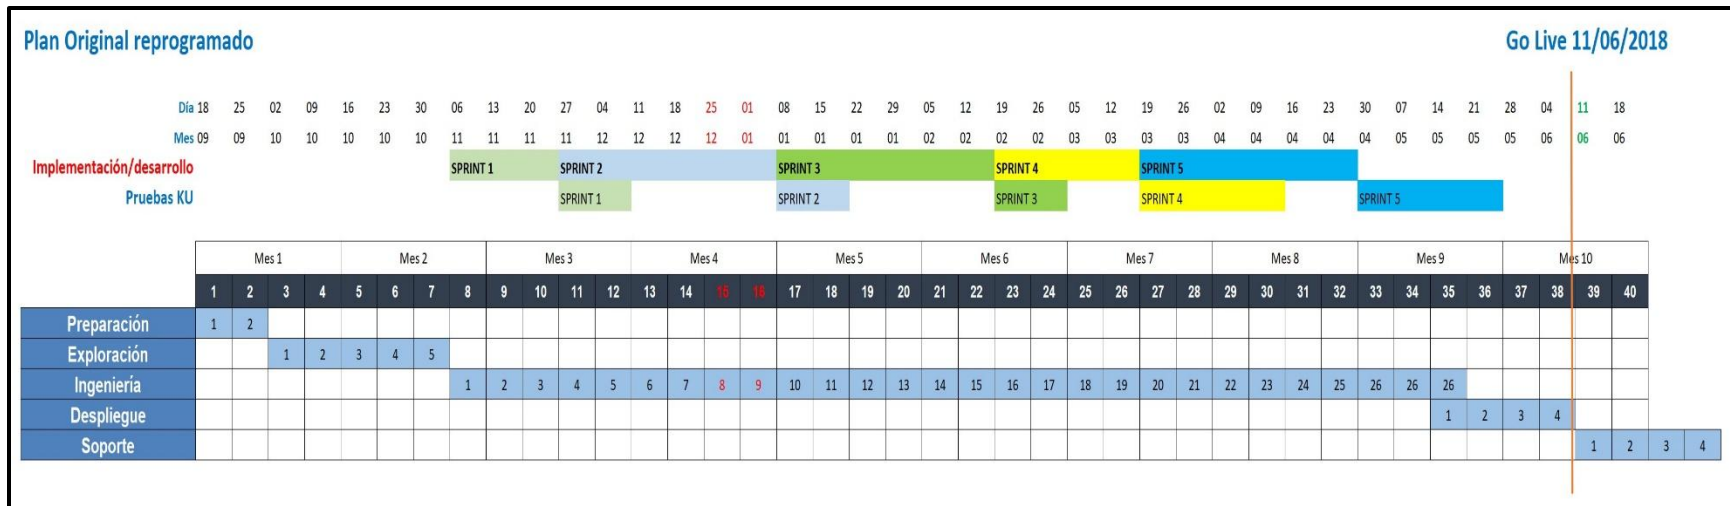 Plan Original reprogramado Go Live 11/06/2018
Día 18 25 02 09 16 23 30 06 13 20 27 04 11 18 25 01 08 15 22 29 05 12 19 26 05 12 19 26 02 09 16 23 30 07 14 21 28 04 11 18
Mes 09 09 10 10 10 10 10 11 11 11 11 12 12 12 12 01 01 01 01 01 02 02 02 02 03 03 03 03 04 04 04 04 04 05 05 05 05 06 06 06
Implementación/desarrollo SPRINT 1 SPRINT 2 SPRINT 3 SPRINT 4 SPRINT 5
Pruebas KU SPRINT 1 SPRINT 2 SPRINT 3 SPRINT 4 SPRINT 5
Mes 1 Mes 2 Mes 3 Mes 4 Mes 5 Mes 6 Mes 7 Mes 8 Mes 9 Mes 10
1 2 3 4 5 6 7 8 9 10 11 12 13 14 15 16 17 18 19 20 21 22 23 24 25 26 27 28 29 30 31 32 33 34 35 36 37 38 39 40
Preparación 1 2
Exploración 1 2 3 4 5
Ingeniería 1 2 3 4 5 6 7 8 9 10 11 12 13 14 15 16 17 18 19 20 21 22 23 24 25 26 26 26
Despliegue 1 2 3 4
Soporte 1 2 3 4